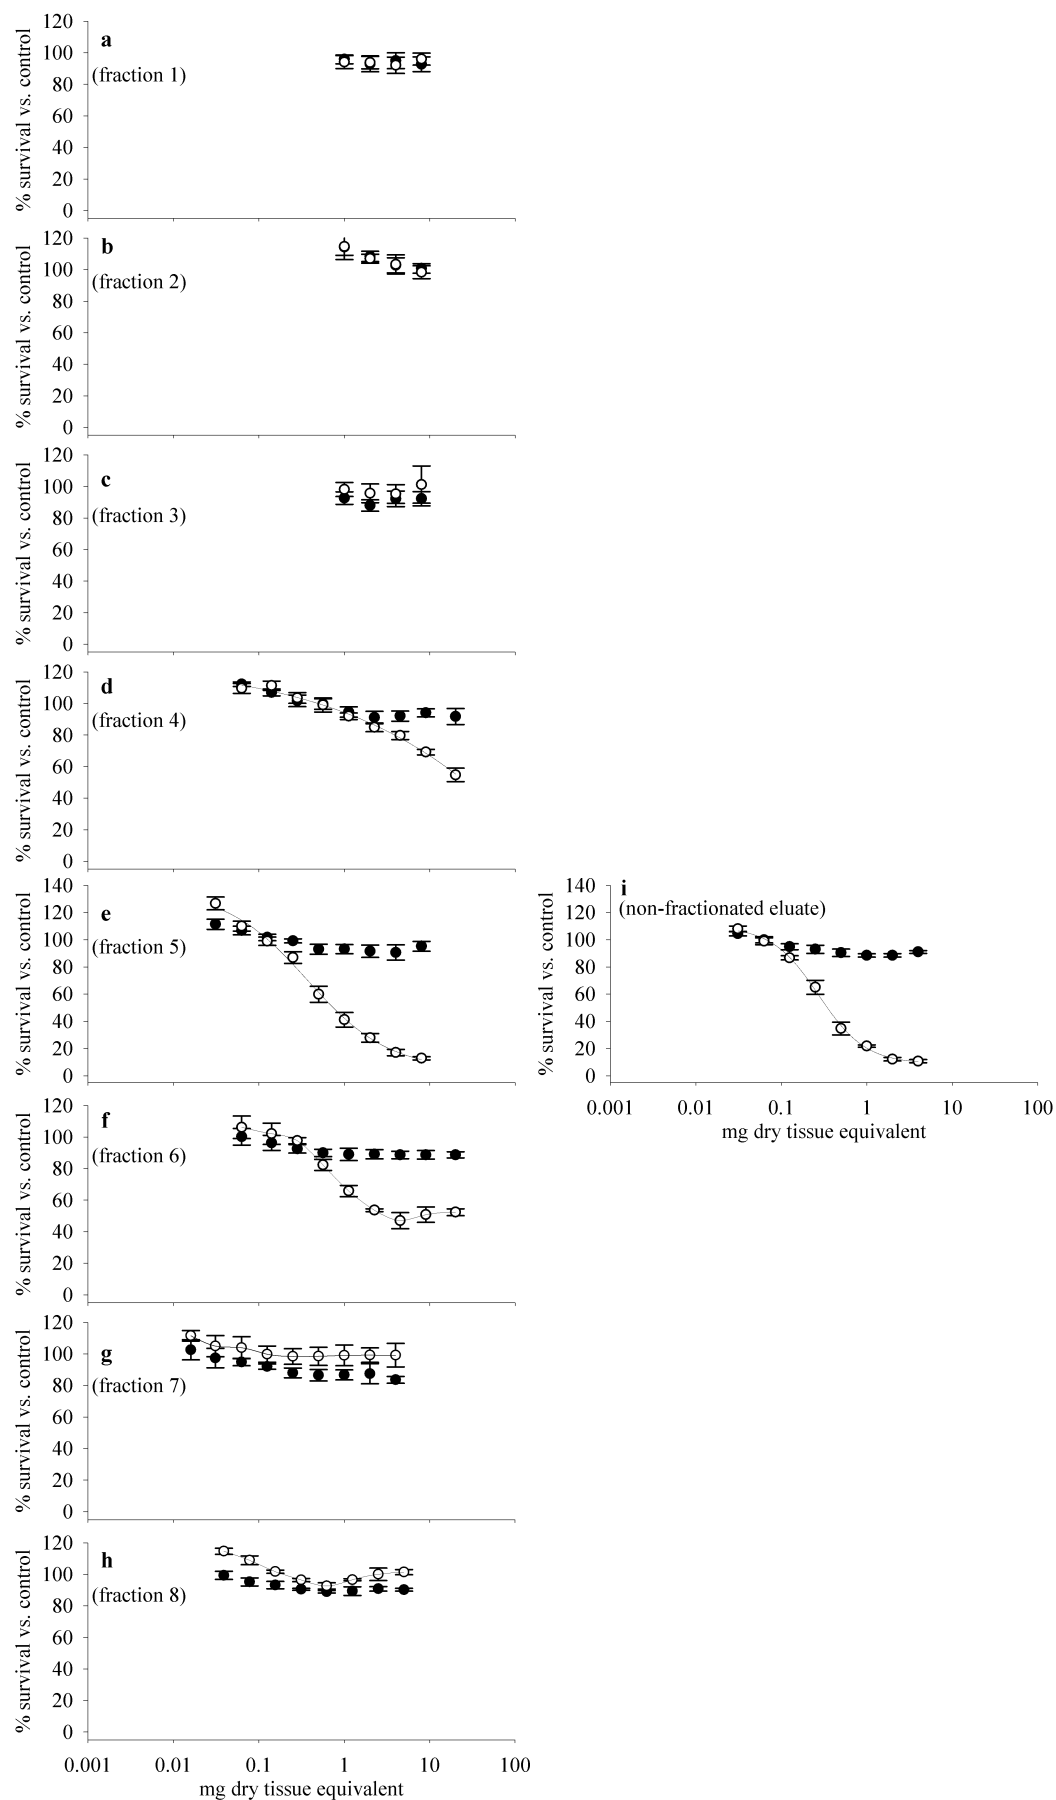 120
a
100
(fraction 1)
80
60
40
20
0
% survival vs. control
120
b
100
(fraction 2)
80
60
40
20
0
% survival vs. control
120
c
100
(fraction 3)
80
60
40
20
0
% survival vs. control
120
d
100
(fraction 4)
80
60
40
20
0
% survival vs. control
140
e
120
100
(fraction 5)
80
60
40
20
0
% survival vs. control
i
140
(non-fractionated eluate)
120
100
80
60
40
20
0
% survival vs. control
0.001 0.01 0.1 1 10 100
mg dry tissue equivalent
120
f
100
(fraction 6)
80
60
40
20
0
% survival vs. control
120
g
100
(fraction 7)
80
60
40
20
0
% survival vs. control
120
h
100
(fraction 8)
80
60
40
20
0
% survival vs. control
0.001 0.01 0.1 1 10 100
mg dry tissue equivalent